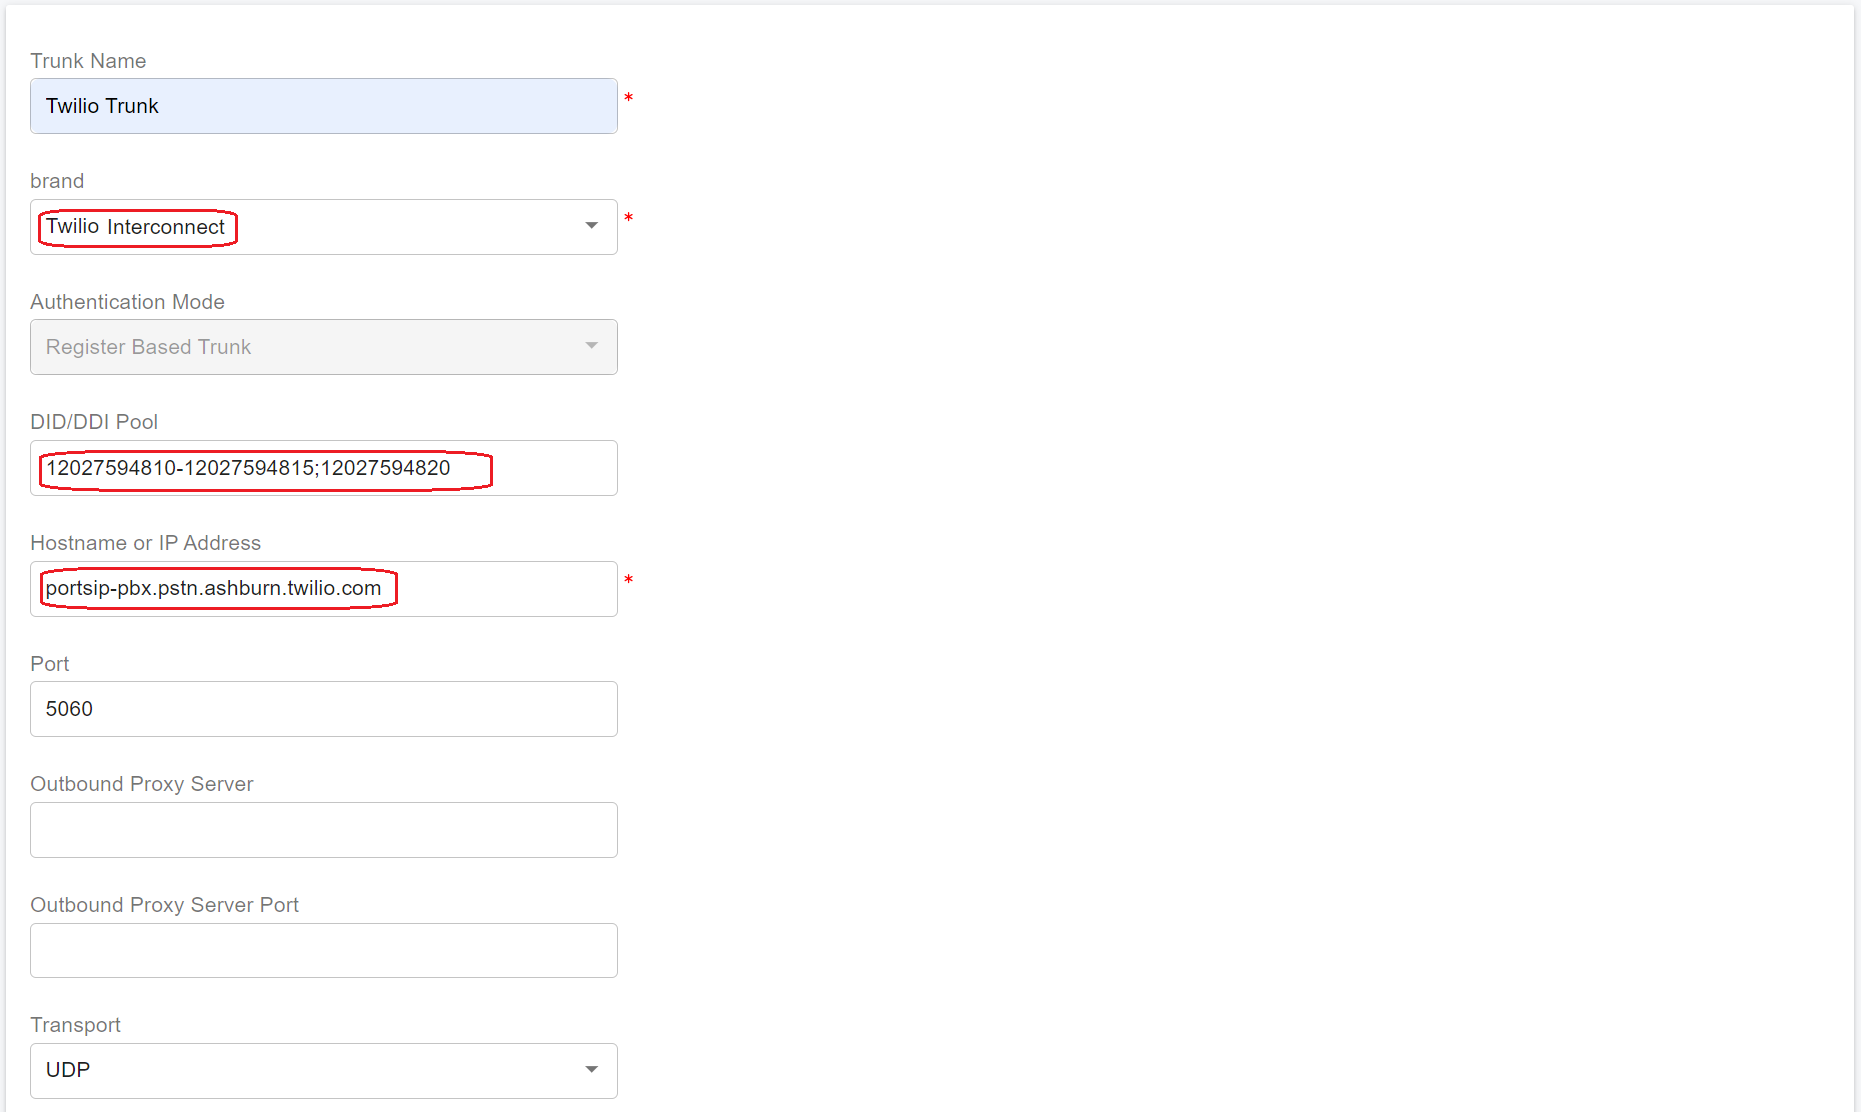 Trunk Name
Twilio Trunk *
brand
Twilio Interconnect *
Authentication Mode
Register Based Trunk
DID/DDI Pool
12027594810-12027594815;12027594820
Hostname or IP Address
portsip-pbx.pstn.ashburn.twilio.com *
Port
5060
Outbound Proxy Server
Outbound Proxy Server Port
Transport
UDP